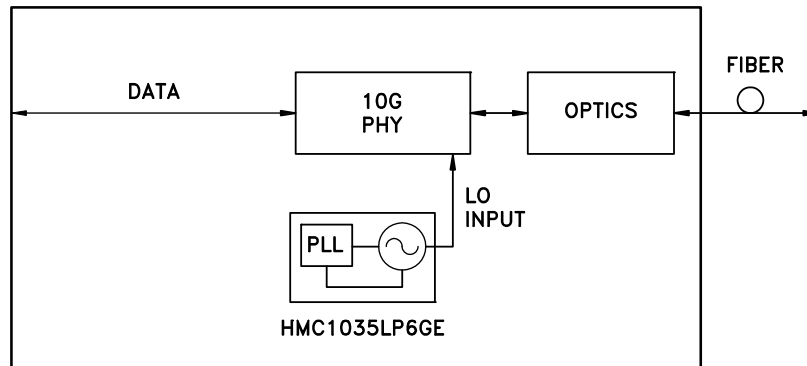 DATA
10G
PHY
OPTICS
FIBER
LO
INPUT
PLL
HMC1035LP6GE